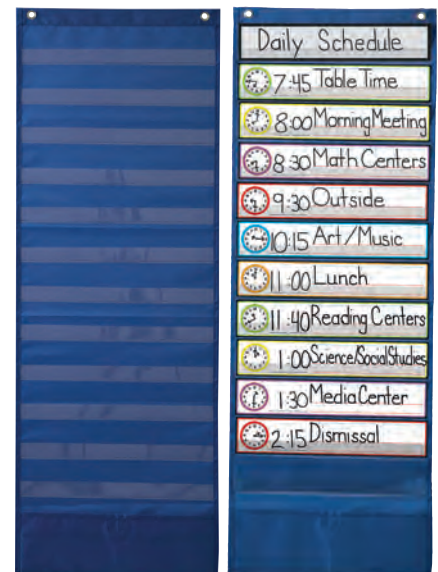 Daily Schedule
7:45 Table Time
8:00 Morning Meeting
8:30 Math Centers
9:30 Outside
10:15 Art/Music
11:00 Lunch
11:40 Reading Centers
1:00 Science/Social Studies
1:30 Media Center
2:15 Dismissal